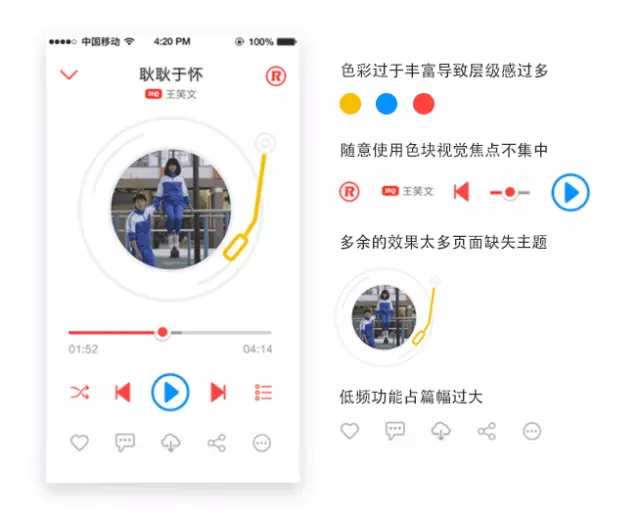 中国移动 4:20 PM 100%
耿耿于怀
R
HQ 王笑文
01:52 04:14
色彩过于丰富导致层级感过多
随意使用色块视觉焦点不集中
R HQ 王笑文
多余的效果太多页面缺失主题
低频功能占篇幅过大